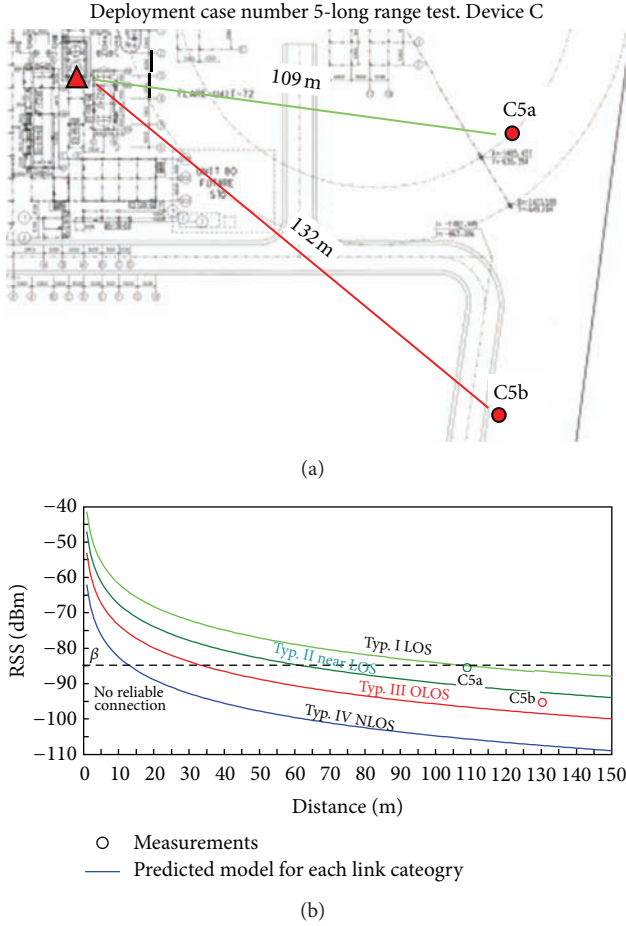 Deployment case number 5-long range test. Device C
109 m
C5a
UNIT 80
FUTURE
132 m
C5b
(a)
−40
−50
−60
−70
−80
−90
−100
−110
RSS (dBm)
β
No reliable
connection
Typ. I LOS
Typ. II near LOS
C5a
Typ. III OLOS
C5b
Typ. IV NLOS
0 10 20 30 40 50 60 70 80 90 100 110 120 130 140 150
Distance (m)
Measurements
Predicted model for each link cateogry
(b)